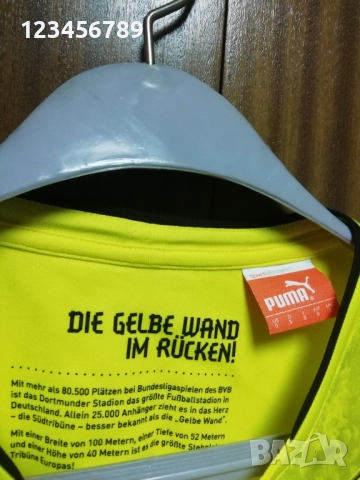 123456789
PUMA
DIE GELBE WAND
IM RÜCKEN!
Mit mehr als 80.500 Plätzen bei Bundesligaspielen des BVB
ist das Dortmunder Stadion das größte Fußballstadion in
Deutschland. Allein 25.000 Anhänger zieht es in das Herz
– die Südtribüne – besser bekannt als die „Gelbe Wand".
Mit einer Breite von 100 Metern, einer Tiefe von 52 Metern
und einer Höhe von 40 Metern ist es die größte
Tribüne Europas!
bazar